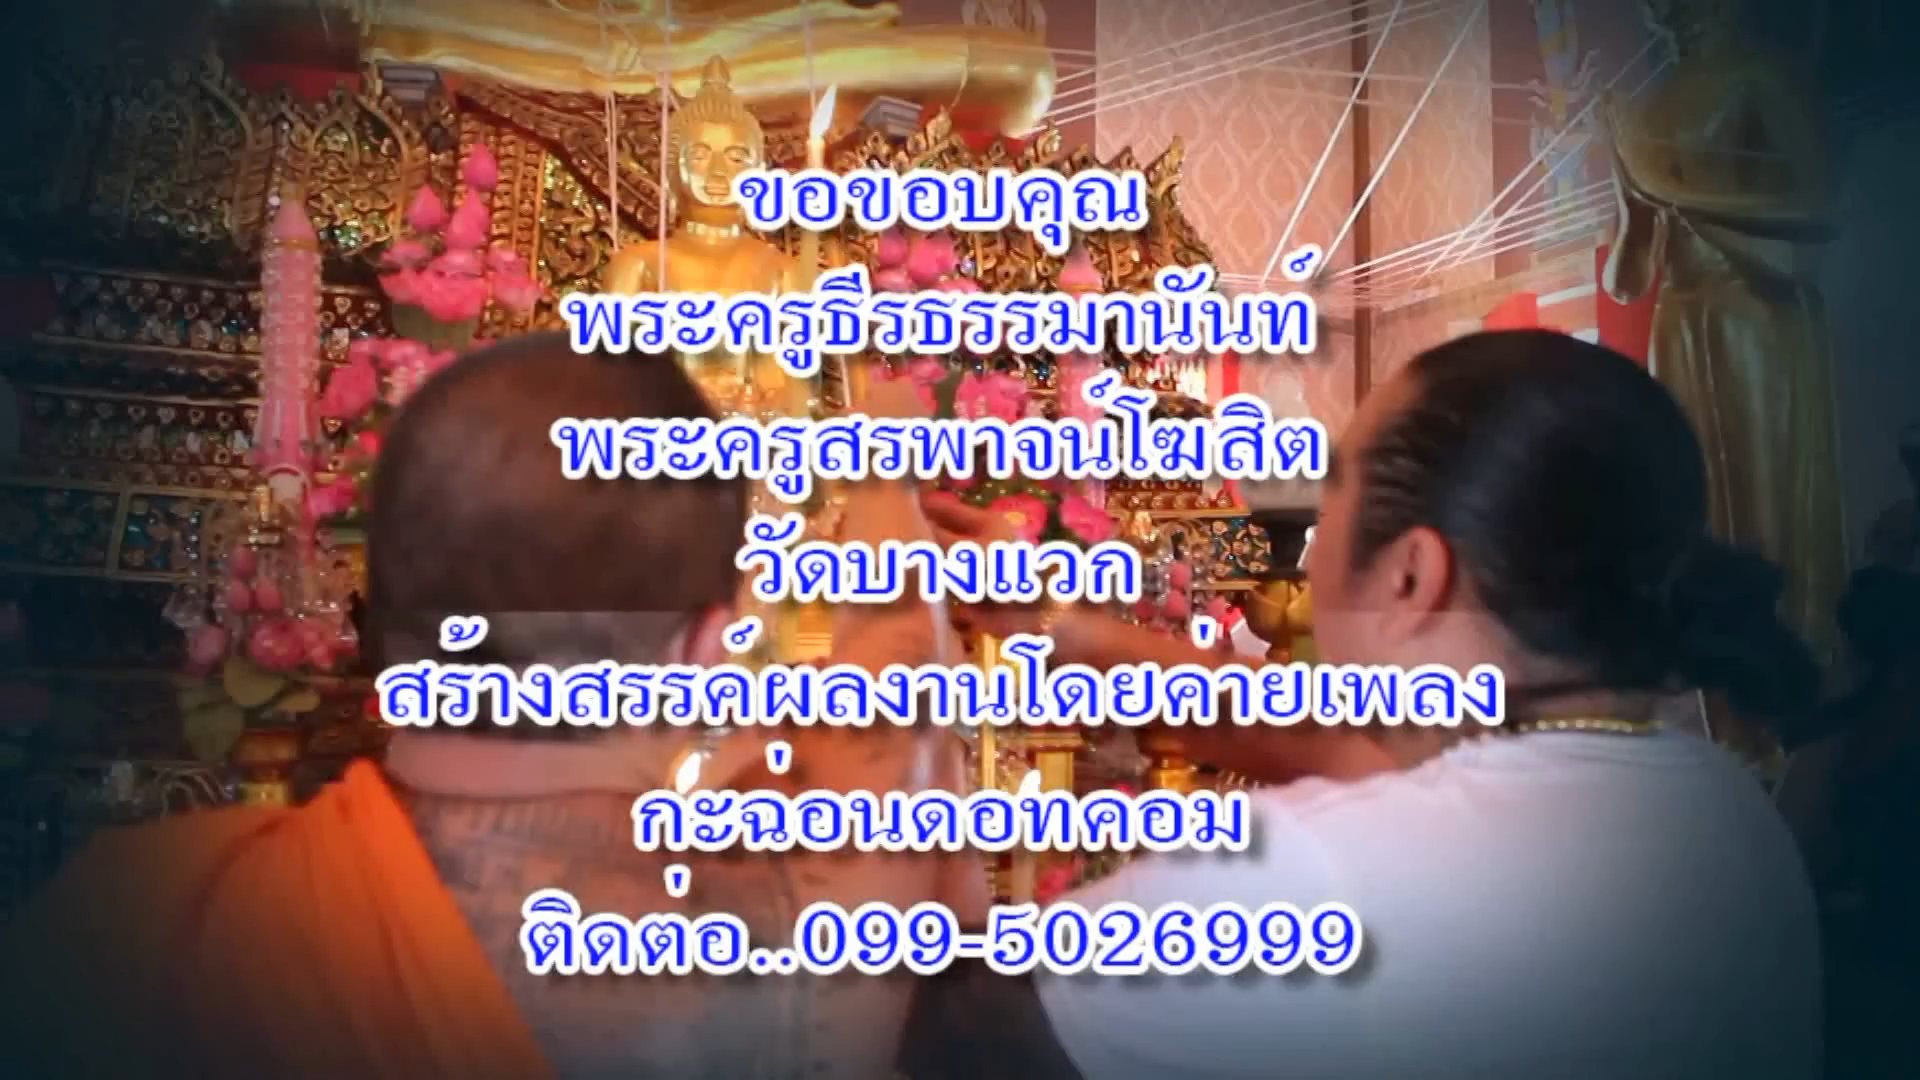 ขอขอบคุณ
พระครูธีรธรรมานันท์
พระครูสรพาจน์โฆสิต
วัดบางแวก
สร้างสรรค์ผลงานโดยค่ายเพลง
กะฉ่อนดอทคอม
ติดต่อ..099-5026999